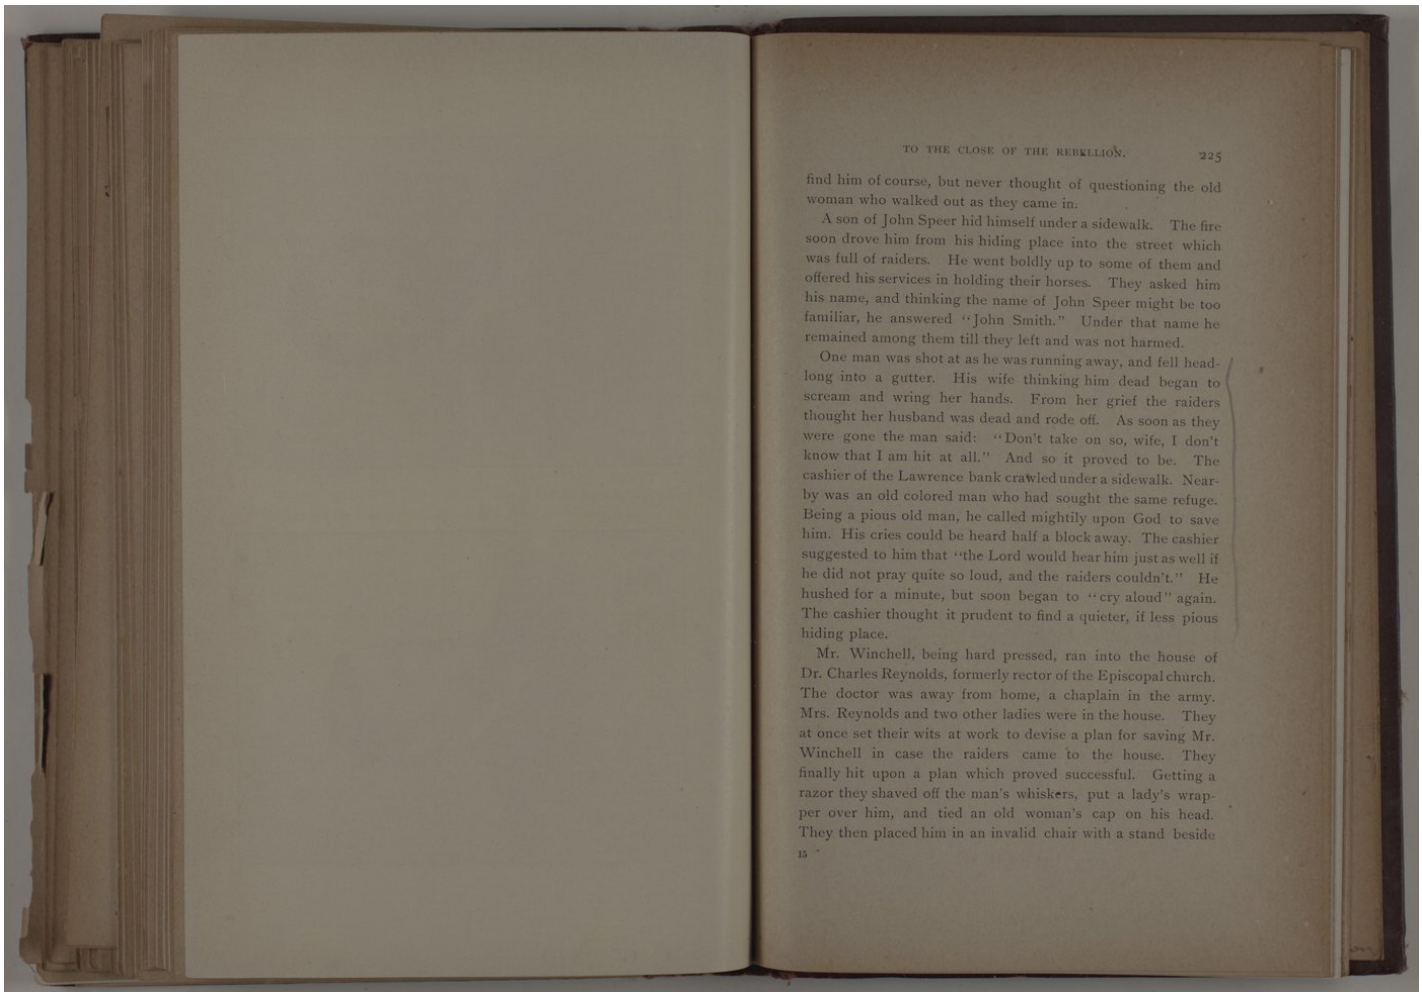 TO THE CLOSE OF THE REBELLION. 225
find him of course, but never thought of questioning the old
woman who walked out as they came in.
A son of John Speer hid himself under a sidewalk. The fire
soon drove him from his hiding place into the street which
was full of raiders. He went boldly up to some of them and
offered his services in holding their horses. They asked him
his name, and thinking the name of John Speer might be too
familiar, he answered “John Smith.” Under that name he
remained among them till they left and was not harmed.
One man was shot at as he was running away, and fell head-
long into a gutter. His wife thinking him dead began to
scream and wring her hands. From her grief the raiders
thought her husband was dead and rode off. As soon as they
were gone the man said: “Don't take on so, wife, I don't
know that I am hit at all.” And so it proved to be. The
cashier of the Lawrence bank crawled under a sidewalk. Near-
by was an old colored man who had sought the same refuge.
Being a pious old man, he called mightily upon God to save
him. His cries could be heard half a block away. The cashier
suggested to him that “the Lord would hear him just as well if
he did not pray quite so loud, and the raiders couldn't.” He
hushed for a minute, but soon began to “cry aloud” again.
The cashier thought it prudent to find a quieter, if less pious
hiding place.
Mr. Winchell, being hard pressed, ran into the house of
Dr. Charles Reynolds, formerly rector of the Episcopal church.
The doctor was away from home, a chaplain in the army.
Mrs. Reynolds and two other ladies were in the house. They
at once set their wits at work to devise a plan for saving Mr.
Winchell in case the raiders came to the house. They
finally hit upon a plan which proved successful. Getting a
razor they shaved off the man's whiskers, put a lady's wrap-
per over him, and tied an old woman's cap on his head.
They then placed him in an invalid chair with a stand beside
15